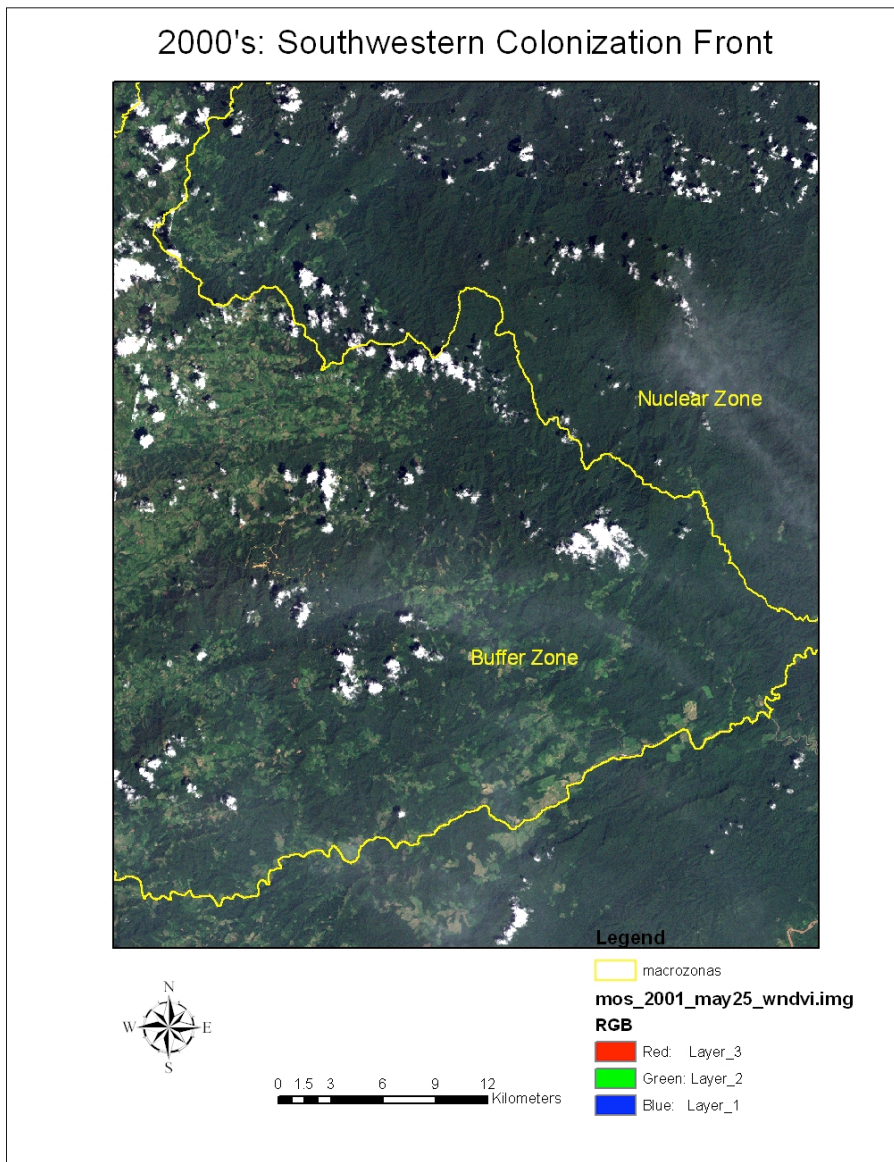 2000's: Southwestern Colonization Front
Nuclear Zone
Buffer Zone
Legend
macrozonas
mos_2001_may25_wndvi.img
RGB
Red: Layer_3
Green: Layer_2
Blue: Layer_1
N
W E
S
0 1.5 3 6 9 12
Kilometers